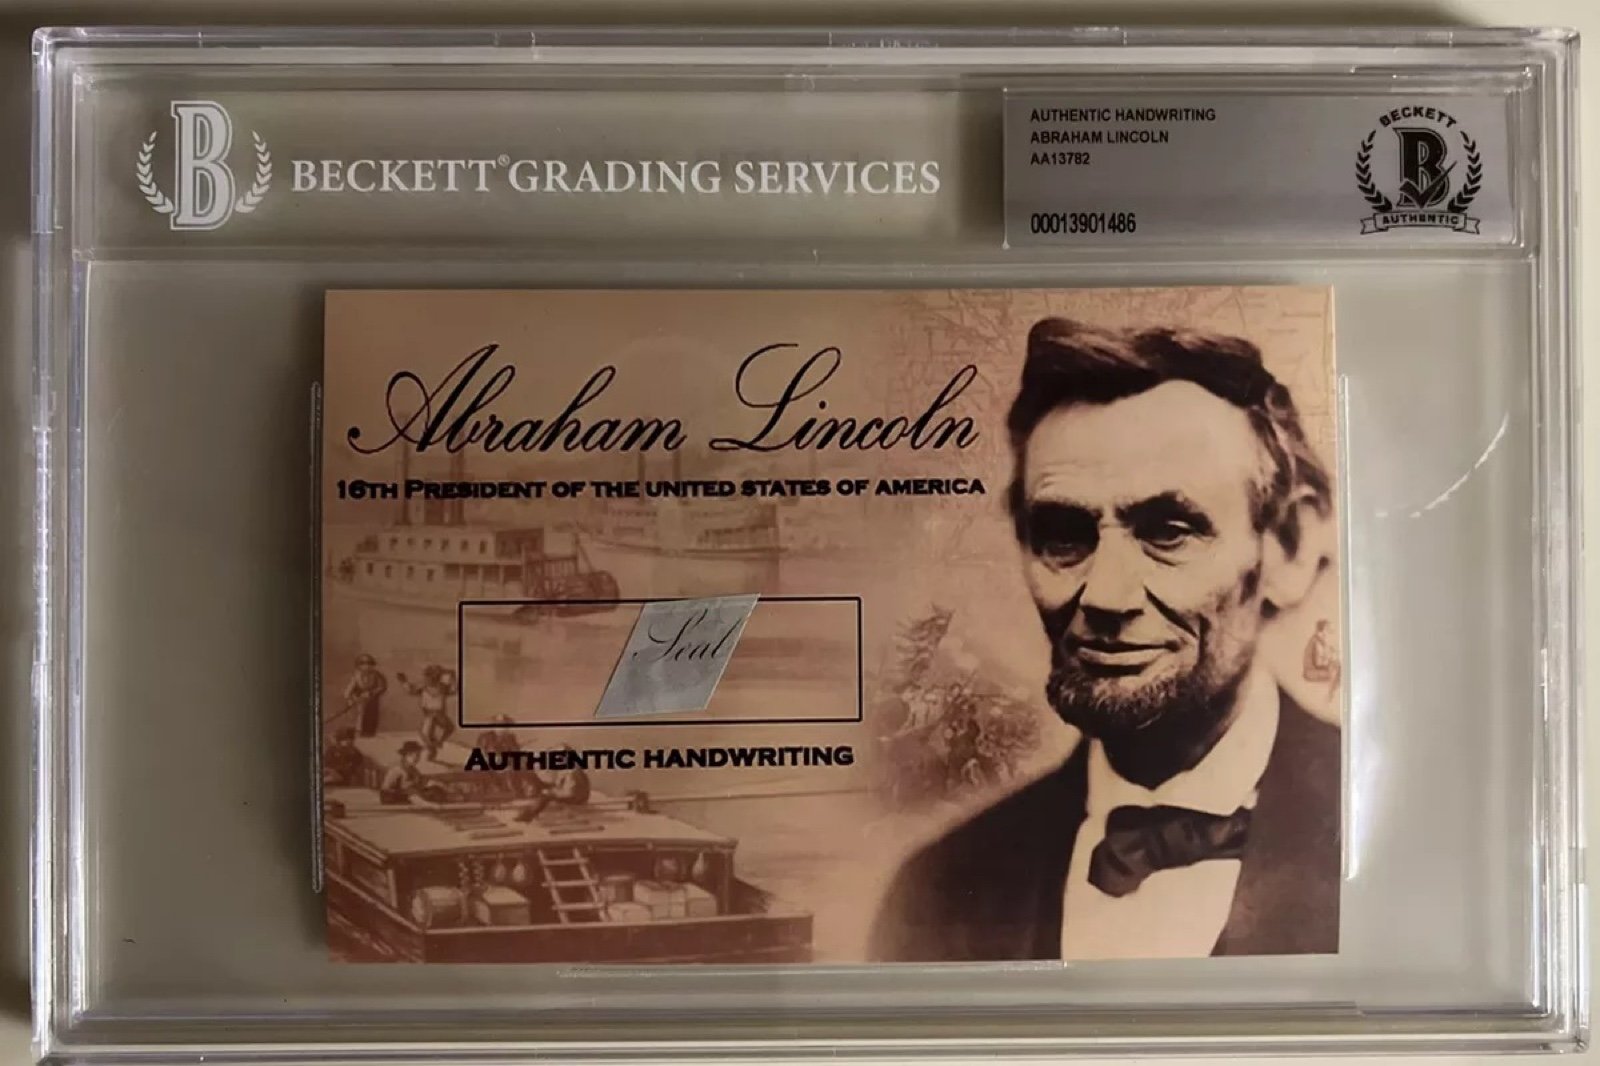 BECKETT® GRADING SERVICES
AUTHENTIC HANDWRITING
ABRAHAM LINCOLN
AA13782
00013901486
BECKETT
B
AUTHENTIC
B
Abraham Lincoln
16TH PRESIDENT OF THE UNITED STATES OF AMERICA
Seal
AUTHENTIC HANDWRITING